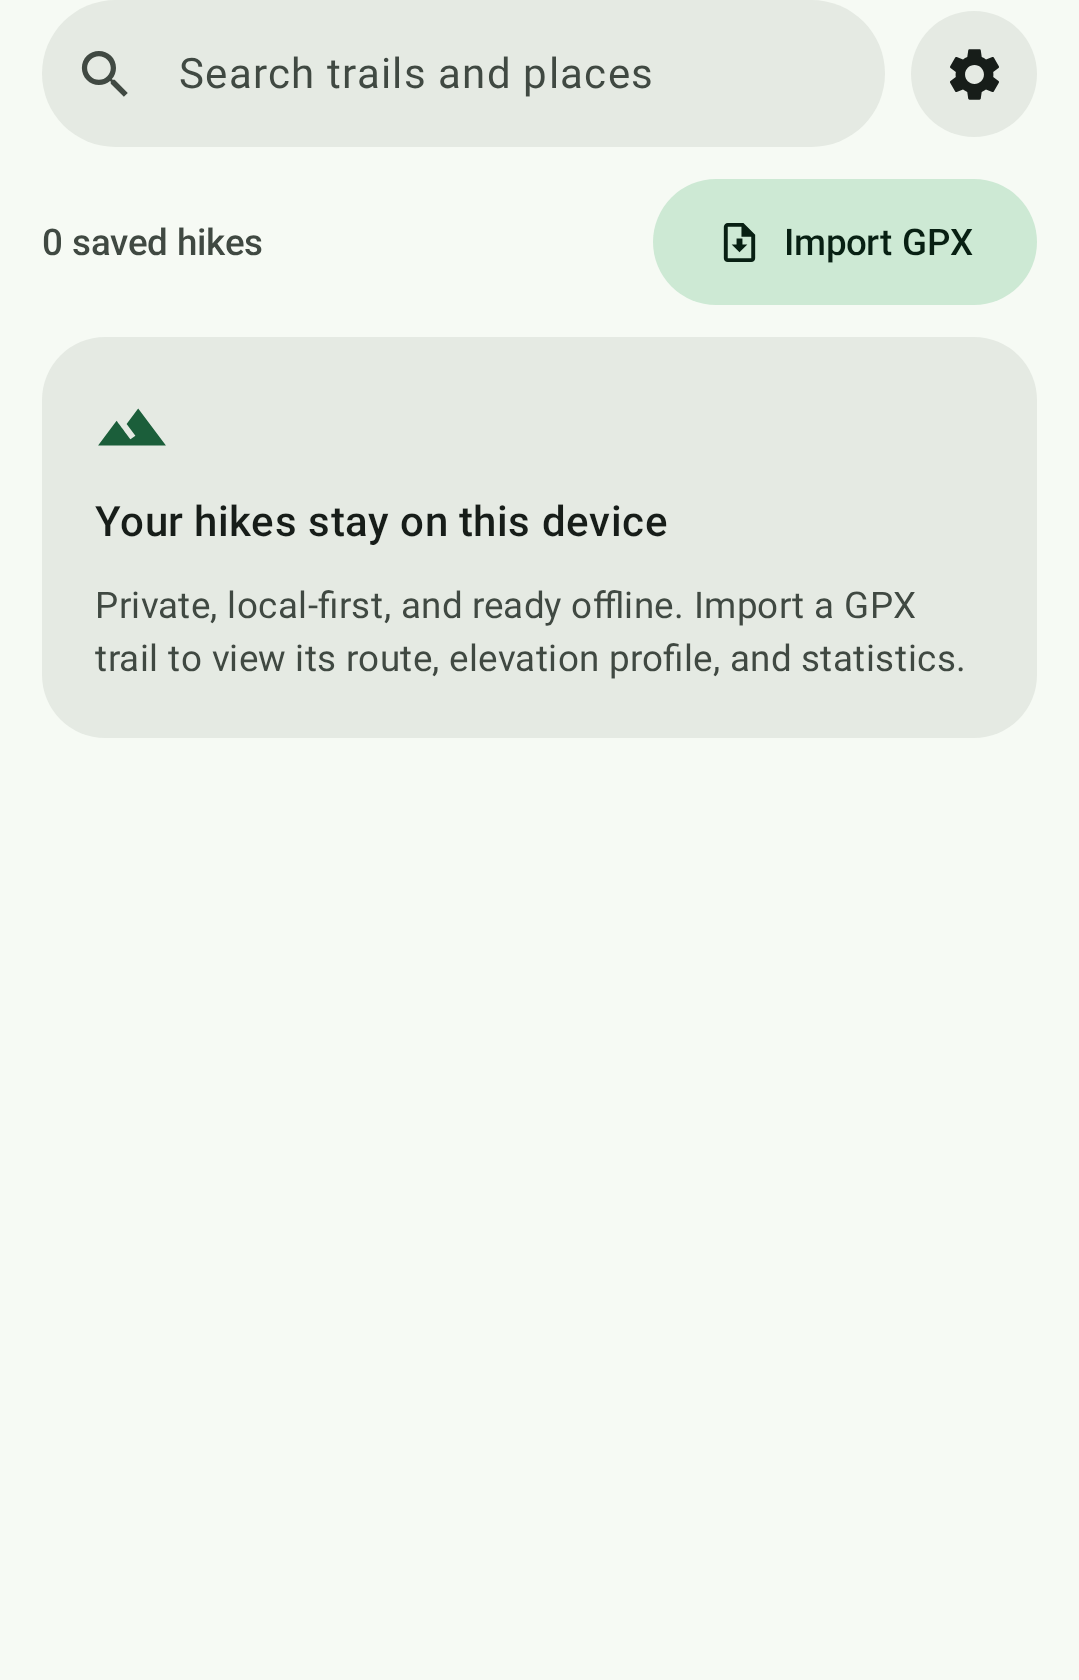 Search trails and places
0 saved hikes
Import GPX
Your hikes stay on this device
Private, local-first, and ready offline. Import a GPX
trail to view its route, elevation profile, and statistics.